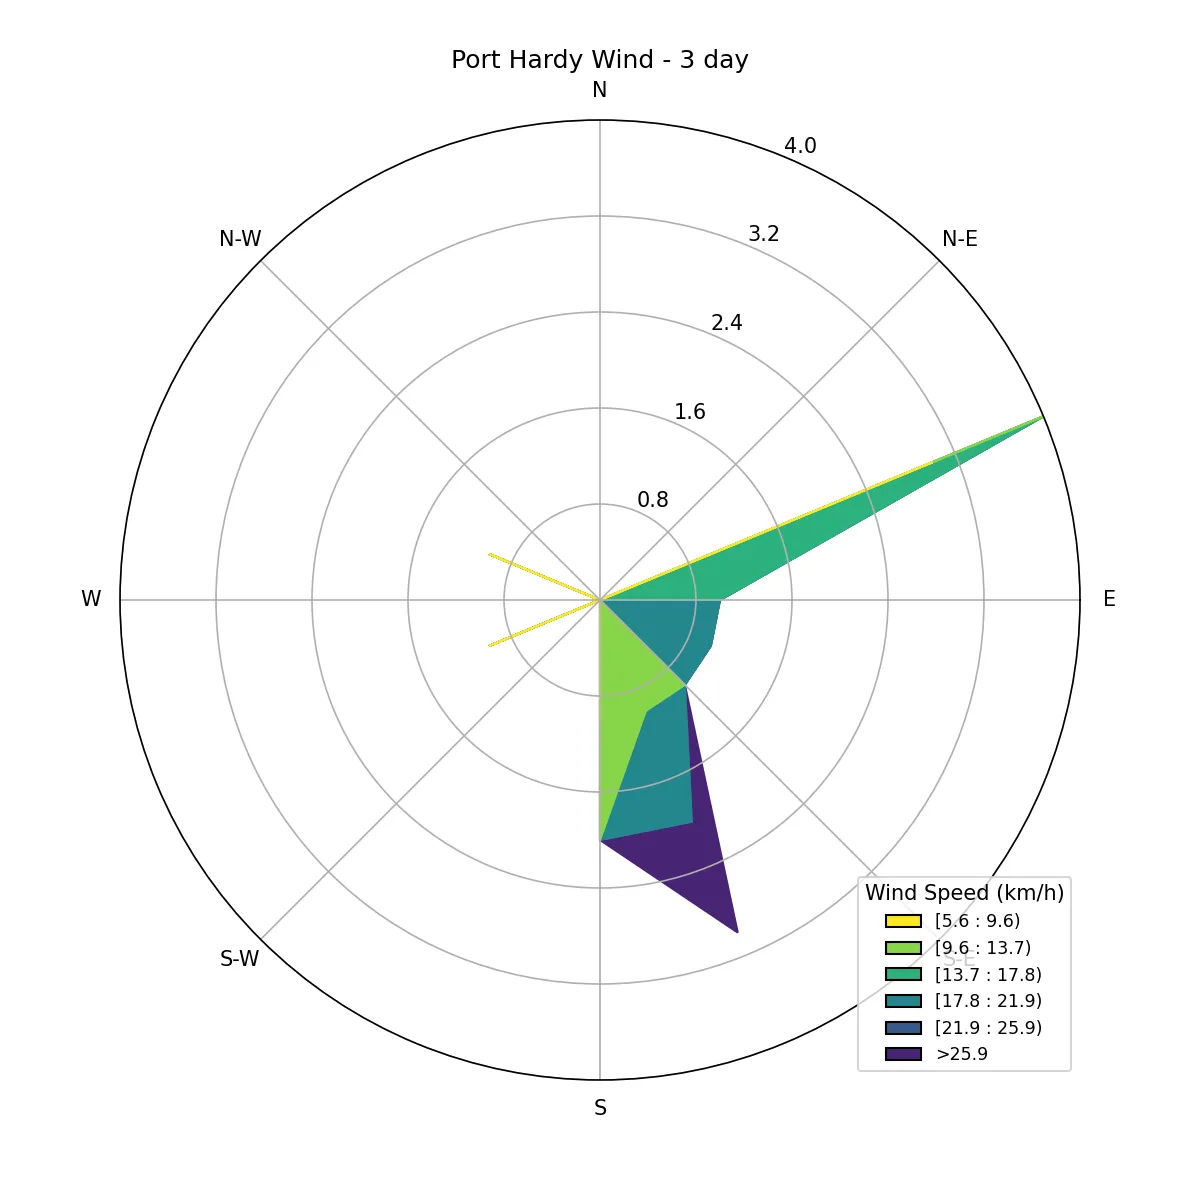 Port Hardy Wind - 3 day
N
4.0
N-W
3.2
N-E
2.4
1.6
0.8
W
E
Wind Speed (km/h)
[5.6 : 9.6)
[9.6 : 13.7)
S-W
S-E
[13.7 : 17.8)
[17.8 : 21.9)
[21.9 : 25.9)
>25.9
S